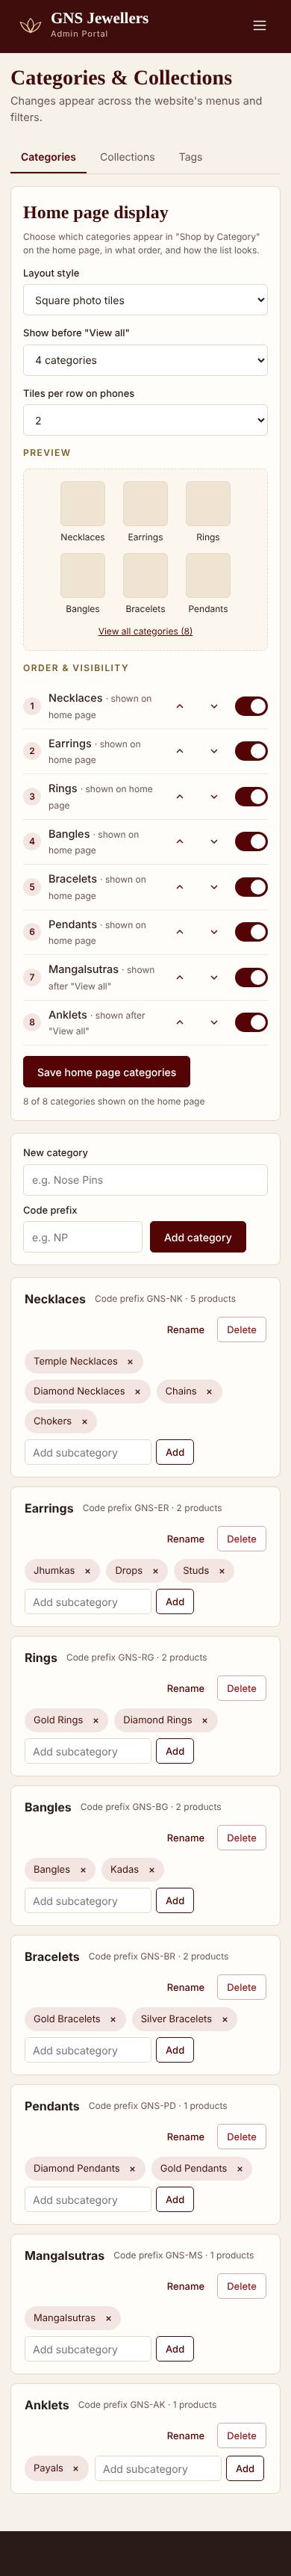 GNS Jewellers
Admin Portal
Categories & Collections
Changes appear across the website's menus and
filters.
Categories Collections Tags
Home page display
Choose which categories appear in "Shop by Category"
on the home page, in what order, and how the list looks.
Layout style
Square photo tiles
Show before "View all"
4 categories
Tiles per row on phones
2
PREVIEW
Necklaces Earrings Rings
Bangles Bracelets Pendants
View all categories (8)
ORDER & VISIBILITY
1 Necklaces · shown on
home page
2 Earrings · shown on
home page
3 Rings · shown on home
page
4 Bangles · shown on
home page
5 Bracelets · shown on
home page
6 Pendants · shown on
home page
7 Mangalsutras · shown
after "View all"
8 Anklets · shown after
"View all"
Save home page categories
8 of 8 categories shown on the home page
New category
e.g. Nose Pins
Code prefix
e.g. NP Add category
Necklaces Code prefix GNS-NK · 5 products
Rename Delete
Temple Necklaces ×
Diamond Necklaces × Chains ×
Chokers ×
Add subcategory Add
Earrings Code prefix GNS-ER · 2 products
Rename Delete
Jhumkas × Drops × Studs ×
Add subcategory Add
Rings Code prefix GNS-RG · 2 products
Rename Delete
Gold Rings × Diamond Rings ×
Add subcategory Add
Bangles Code prefix GNS-BG · 2 products
Rename Delete
Bangles × Kadas ×
Add subcategory Add
Bracelets Code prefix GNS-BR · 2 products
Rename Delete
Gold Bracelets × Silver Bracelets ×
Add subcategory Add
Pendants Code prefix GNS-PD · 1 products
Rename Delete
Diamond Pendants × Gold Pendants ×
Add subcategory Add
Mangalsutras Code prefix GNS-MS · 1 products
Rename Delete
Mangalsutras ×
Add subcategory Add
Anklets Code prefix GNS-AK · 1 products
Rename Delete
Payals × Add subcategory Add